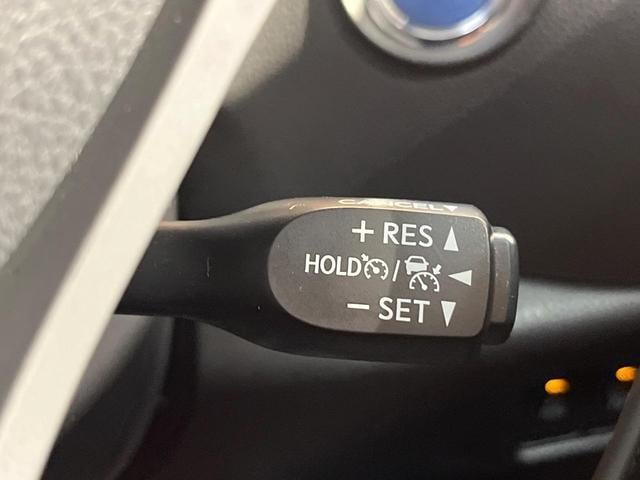 CANCEL▼
+ RES ▲
HOLD / ◀
− SET ▼